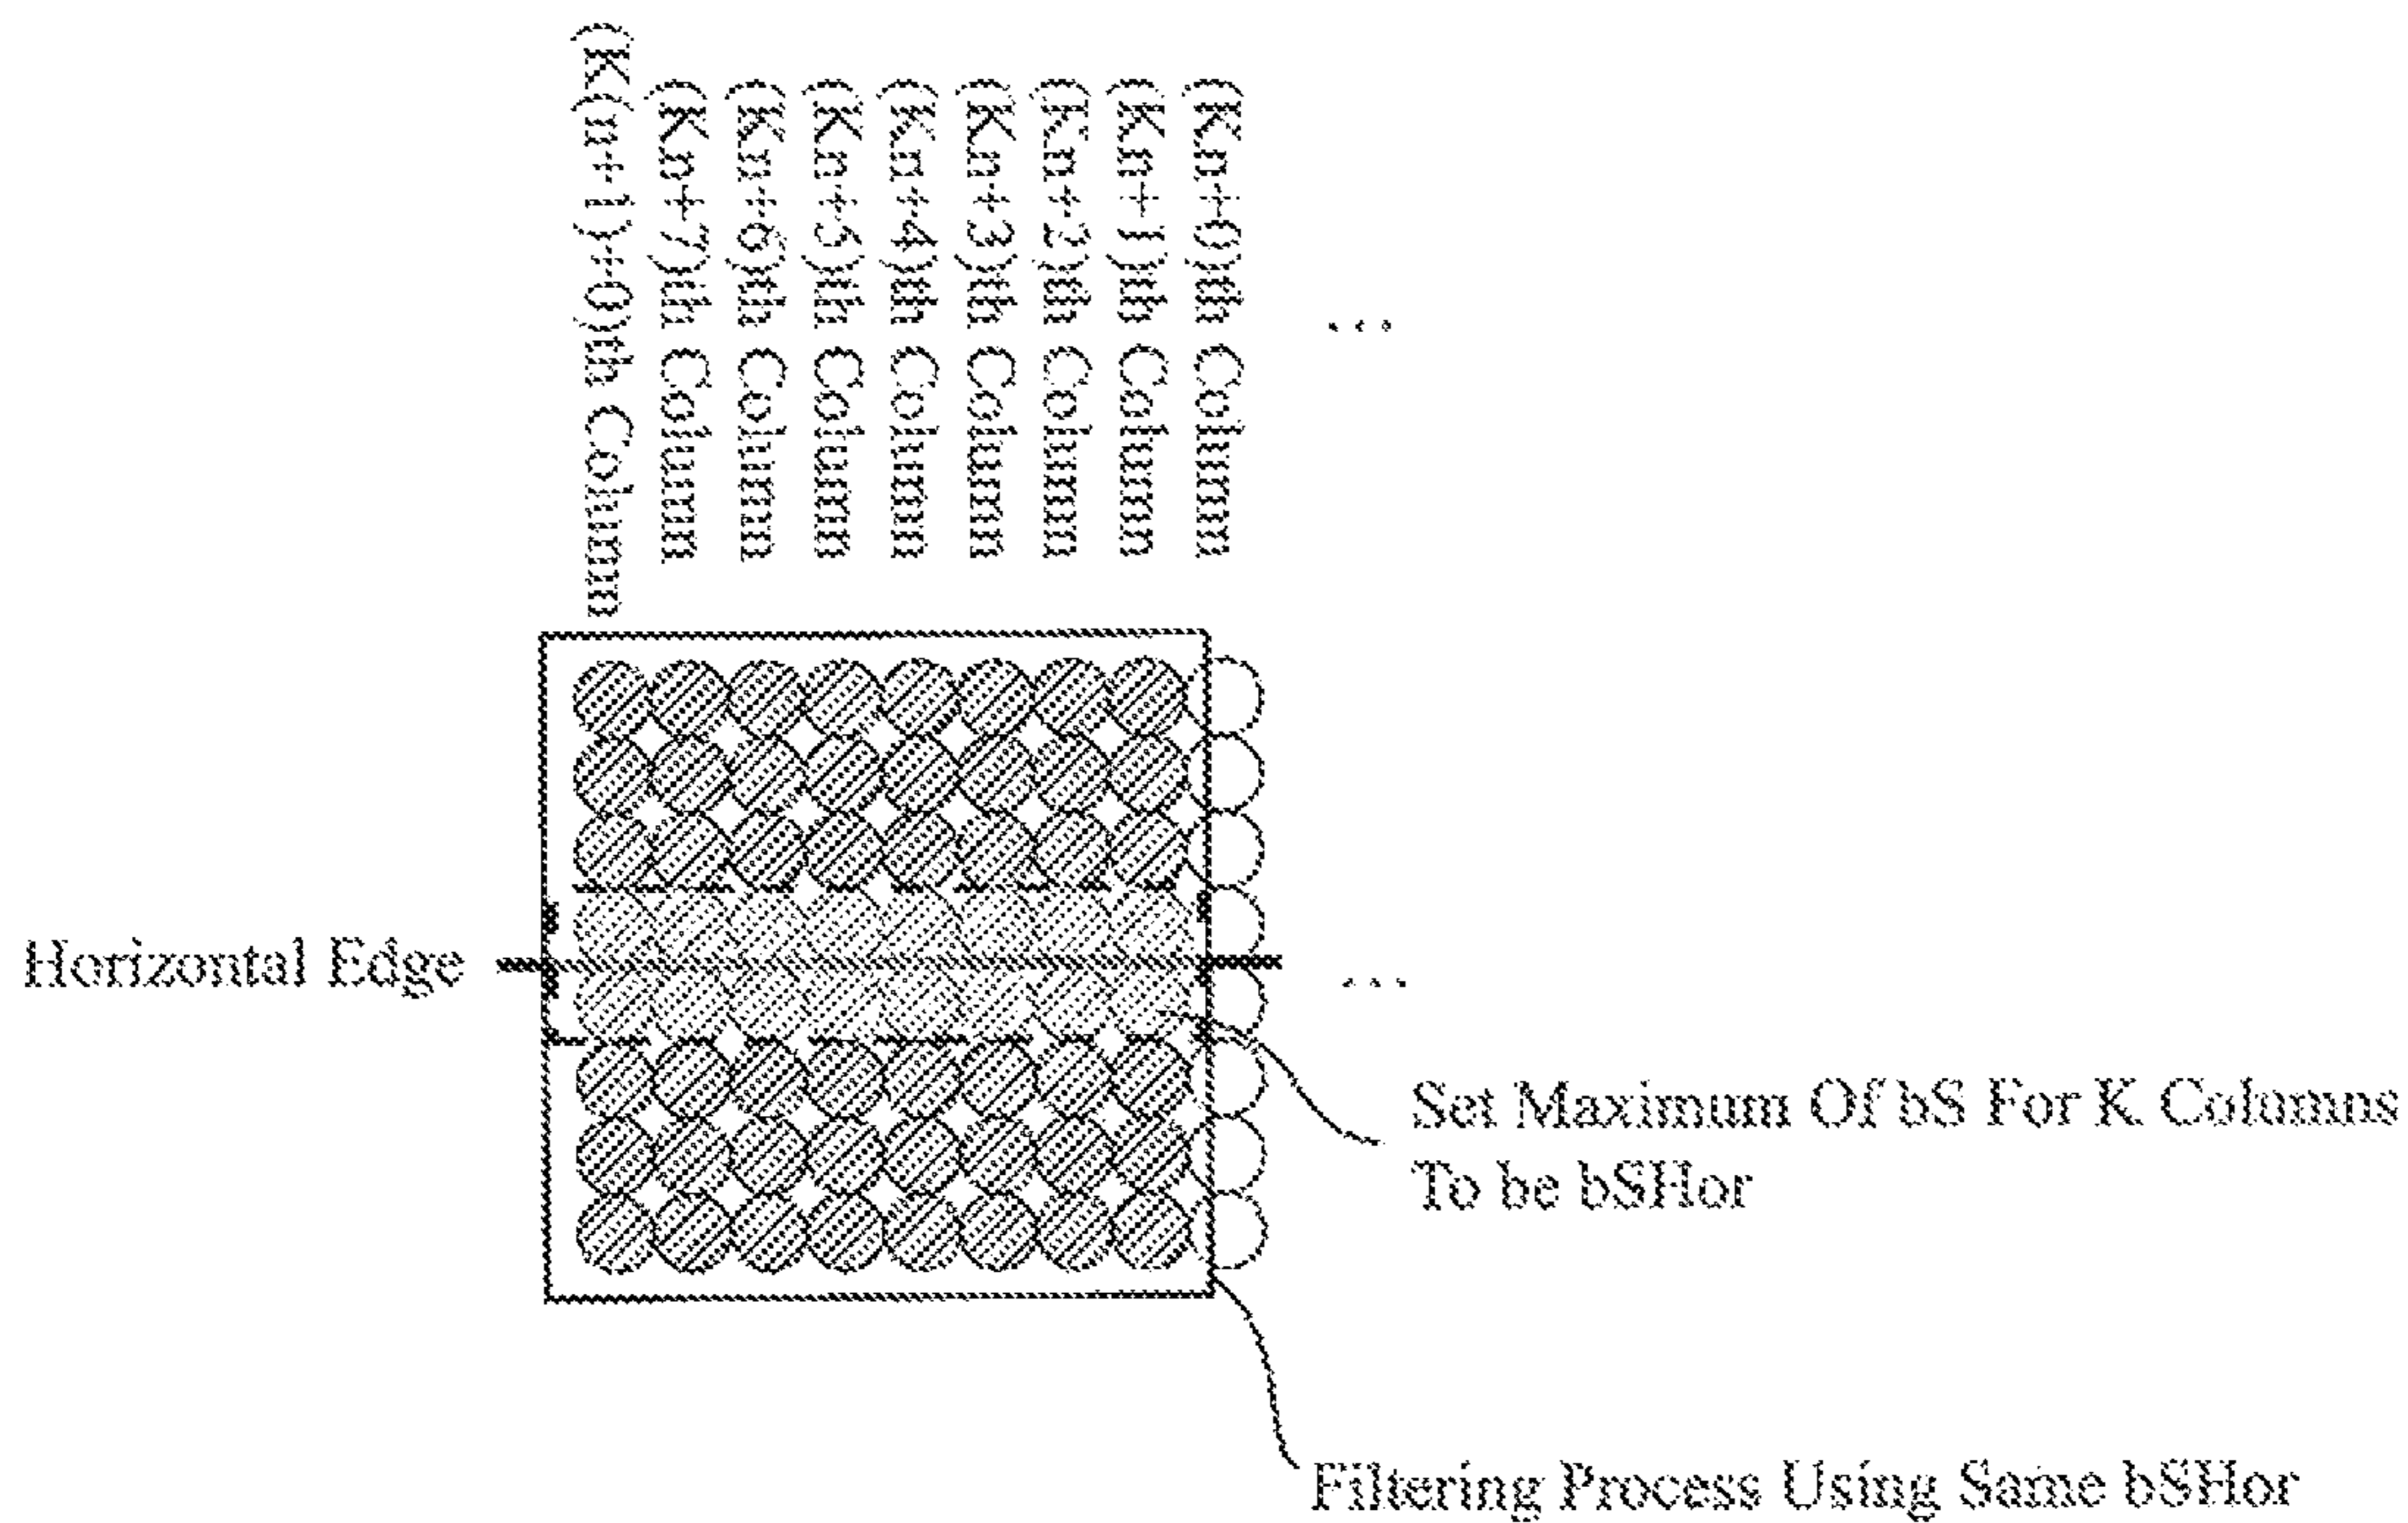 (K(n+1)+0)th Column
(Kn+7)th Column
(Kn+6)th Column
(Kn+5)th Column
(Kn+4)th Column
(Kn+3)th Column
(Kn+2)th Column
(Kn+1)th Column
(Kn+0)th Column
...
Horizontal Edge
...
Set Maximum Of bS For K Columns
To be bSHor
Filtering Process Using Same bSHor